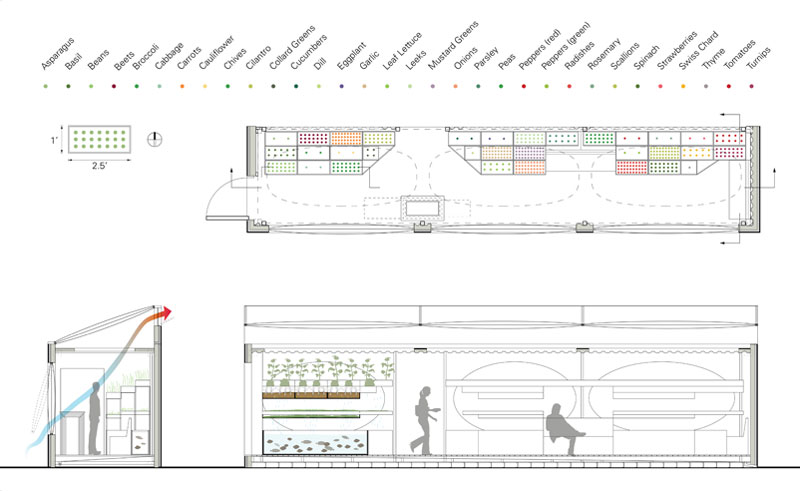 Asparagus
Basil
Beans
Beets
Broccoli
Cabbage
Carrots
Cauliflower
Chives
Cilantro
Collard Greens
Cucumbers
Dill
Eggplant
Garlic
Leaf Lettuce
Leeks
Mustard Greens
Onions
Parsley
Peas
Peppers (red)
Peppers (green)
Radishes
Rosemary
Scallions
Spinach
Strawberries
Swiss Chard
Thyme
Tomatoes
Turnips
1'
2.5'